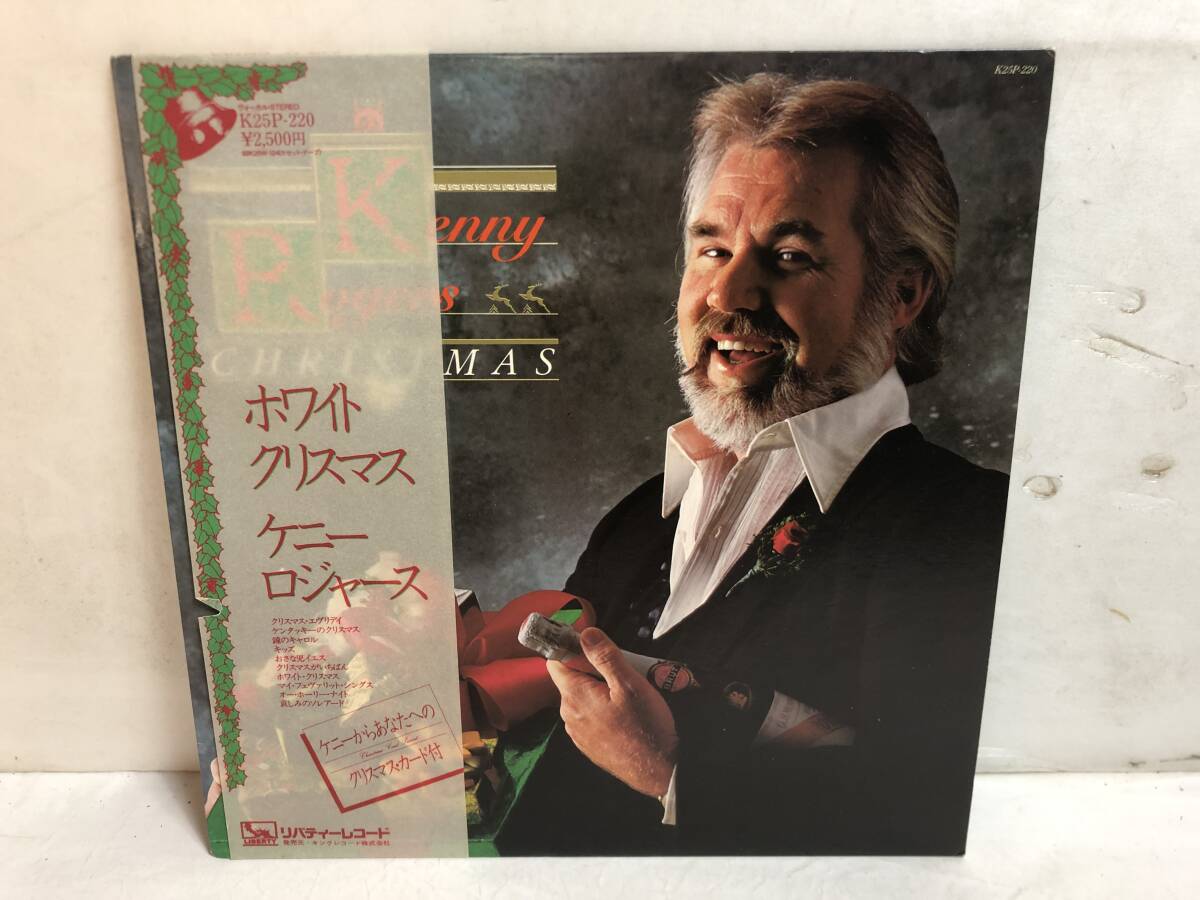 K25P-220
ヴォーカル・STEREO
K25P-220
¥2,500円
K
enny
R
ogers
CHRISTMAS
ホワイト
クリスマス
ケニー
ロジャース
クリスマス・エヴリデイ
ケンタッキーのクリスマス
鐘のキャロル
キッズ
おさな児イエス
クリスマスがいちばん
ホワイト・クリスマス
マイ・フェヴァリット・シングス
オー・ホーリー・ナイト
哀しみのソレアード
ケニーからあなたへの
クリスマス・カード付
LIBERTY
リバティーレコード
発売元・キングレコード株式会社